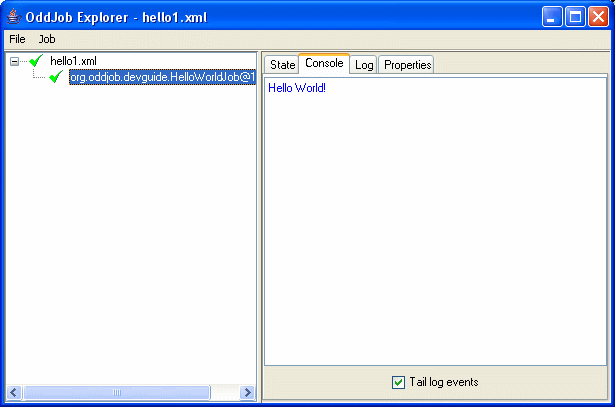 OddJob Explorer - hello1.xml
File Job
hello1.xml
org.oddjob.devguide.HelloWorldJob@1
State Console Log Properties
Hello World!
Tail log events